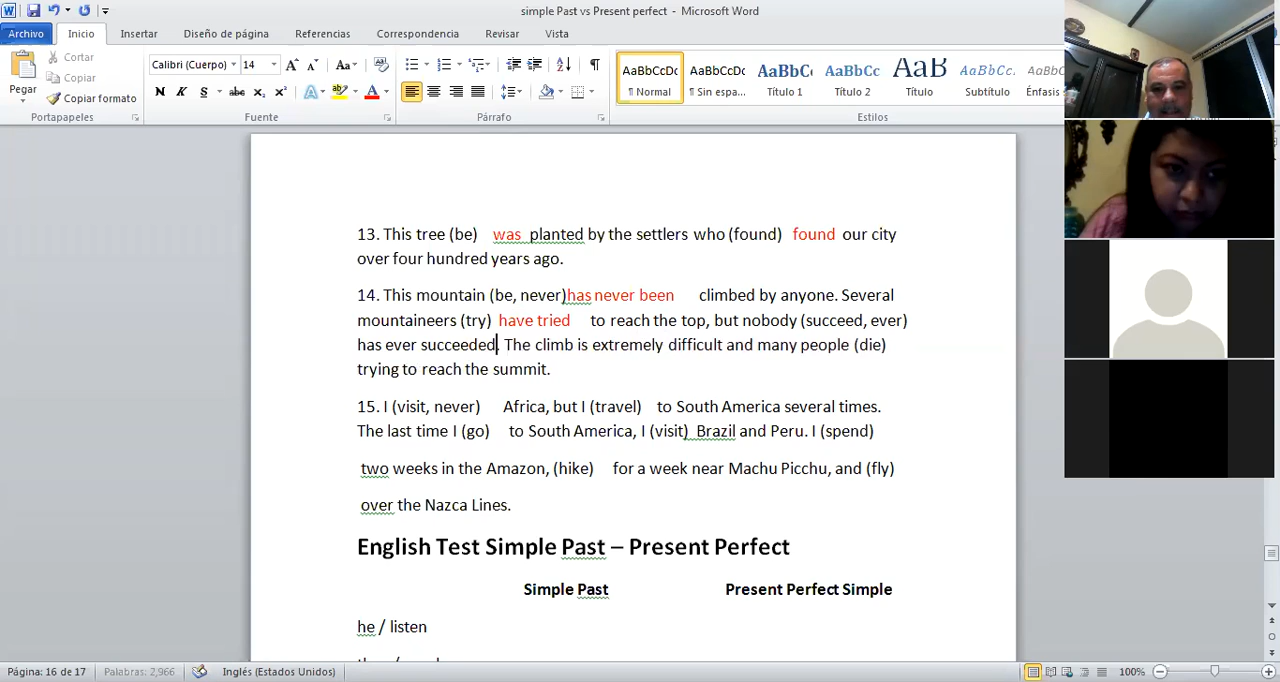 simple Past vs Present perfect - Microsoft Word
Archivo Inicio Insertar Diseño de página Referencias Correspondencia Revisar Vista
Pegar
Cortar
Copiar
Copiar formato
Portapapeles
Calibri (Cuerpo) 14
Fuente
Párrafo
AaBbCcDc AaBbCcDc AaBbC AaBbCc AaB AaBbCc. AaBbC
¶ Normal ¶ Sin espa... Título 1 Título 2 Título Subtítulo Énfasis
Estilos
13. This tree (be) was planted by the settlers who (found) found our city
over four hundred years ago.
14. This mountain (be, never)has never been climbed by anyone. Several
mountaineers (try) have tried to reach the top, but nobody (succeed, ever)
has ever succeeded. The climb is extremely difficult and many people (die)
trying to reach the summit.
15. I (visit, never) Africa, but I (travel) to South America several times.
The last time I (go) to South America, I (visit) Brazil and Peru. I (spend)
two weeks in the Amazon, (hike) for a week near Machu Picchu, and (fly)
over the Nazca Lines.
English Test Simple Past – Present Perfect
Simple Past Present Perfect Simple
he / listen
Página: 16 de 17 Palabras: 2,966 Inglés (Estados Unidos) 100%